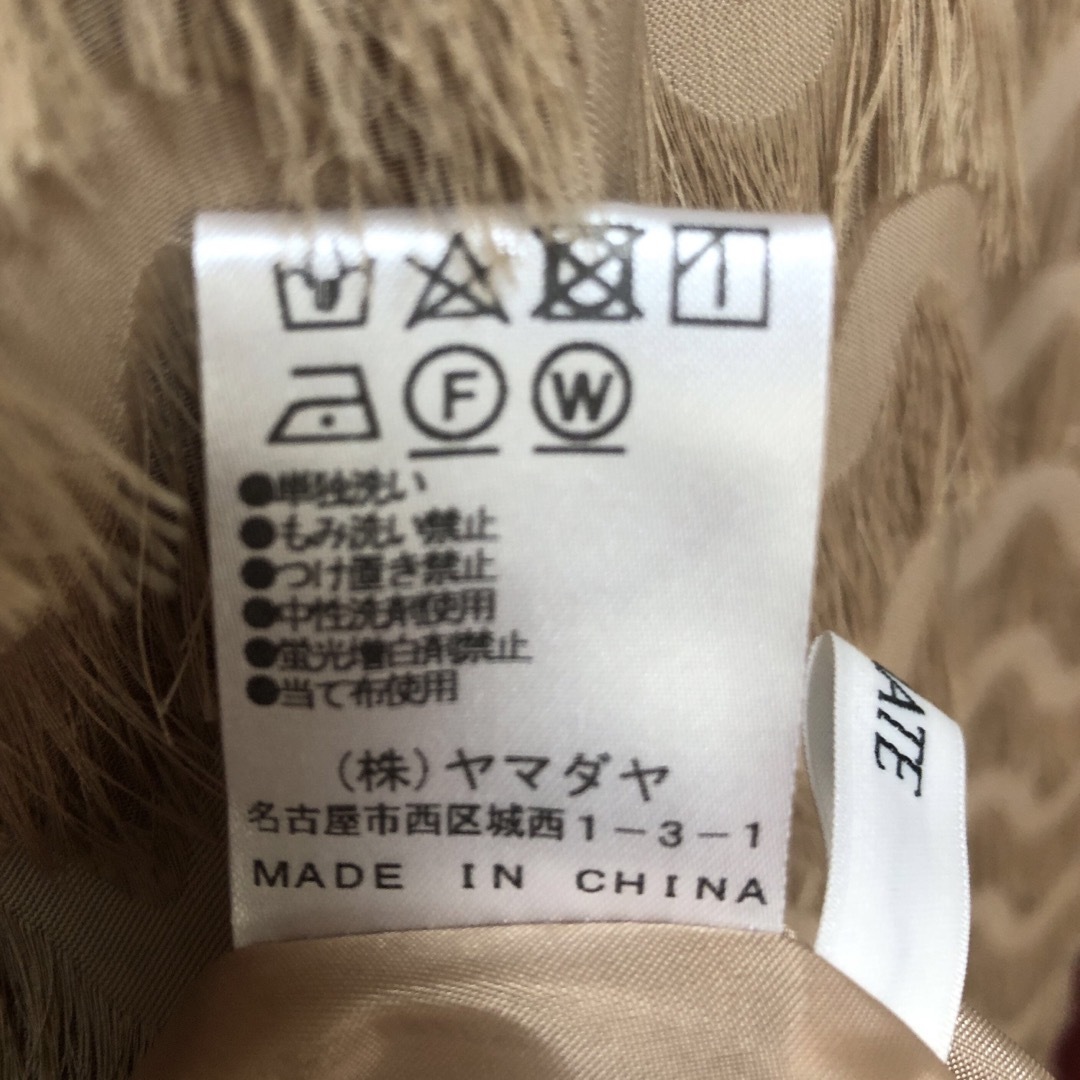 F W
●単独洗い
●もみ洗い禁止
●つけ置き禁止
●中性洗剤使用
●蛍光増白剤禁止
●当て布使用
(株)ヤマダヤ
名古屋市西区城西1-3-1
MADE IN CHINA